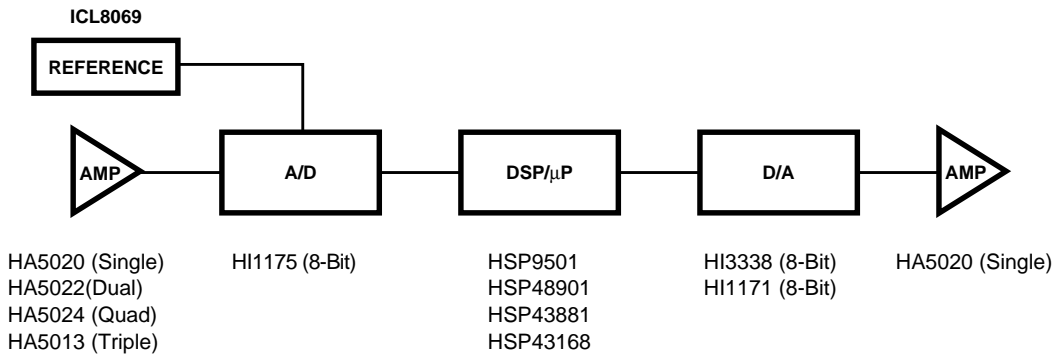 ICL8069
REFERENCE
AMP
A/D
DSP/μP
D/A
AMP
HA5020 (Single)
HA5022(Dual)
HA5024 (Quad)
HA5013 (Triple)
HI1175 (8-Bit)
HSP9501
HSP48901
HSP43881
HSP43168
HI3338 (8-Bit)
HI1171 (8-Bit)
HA5020 (Single)